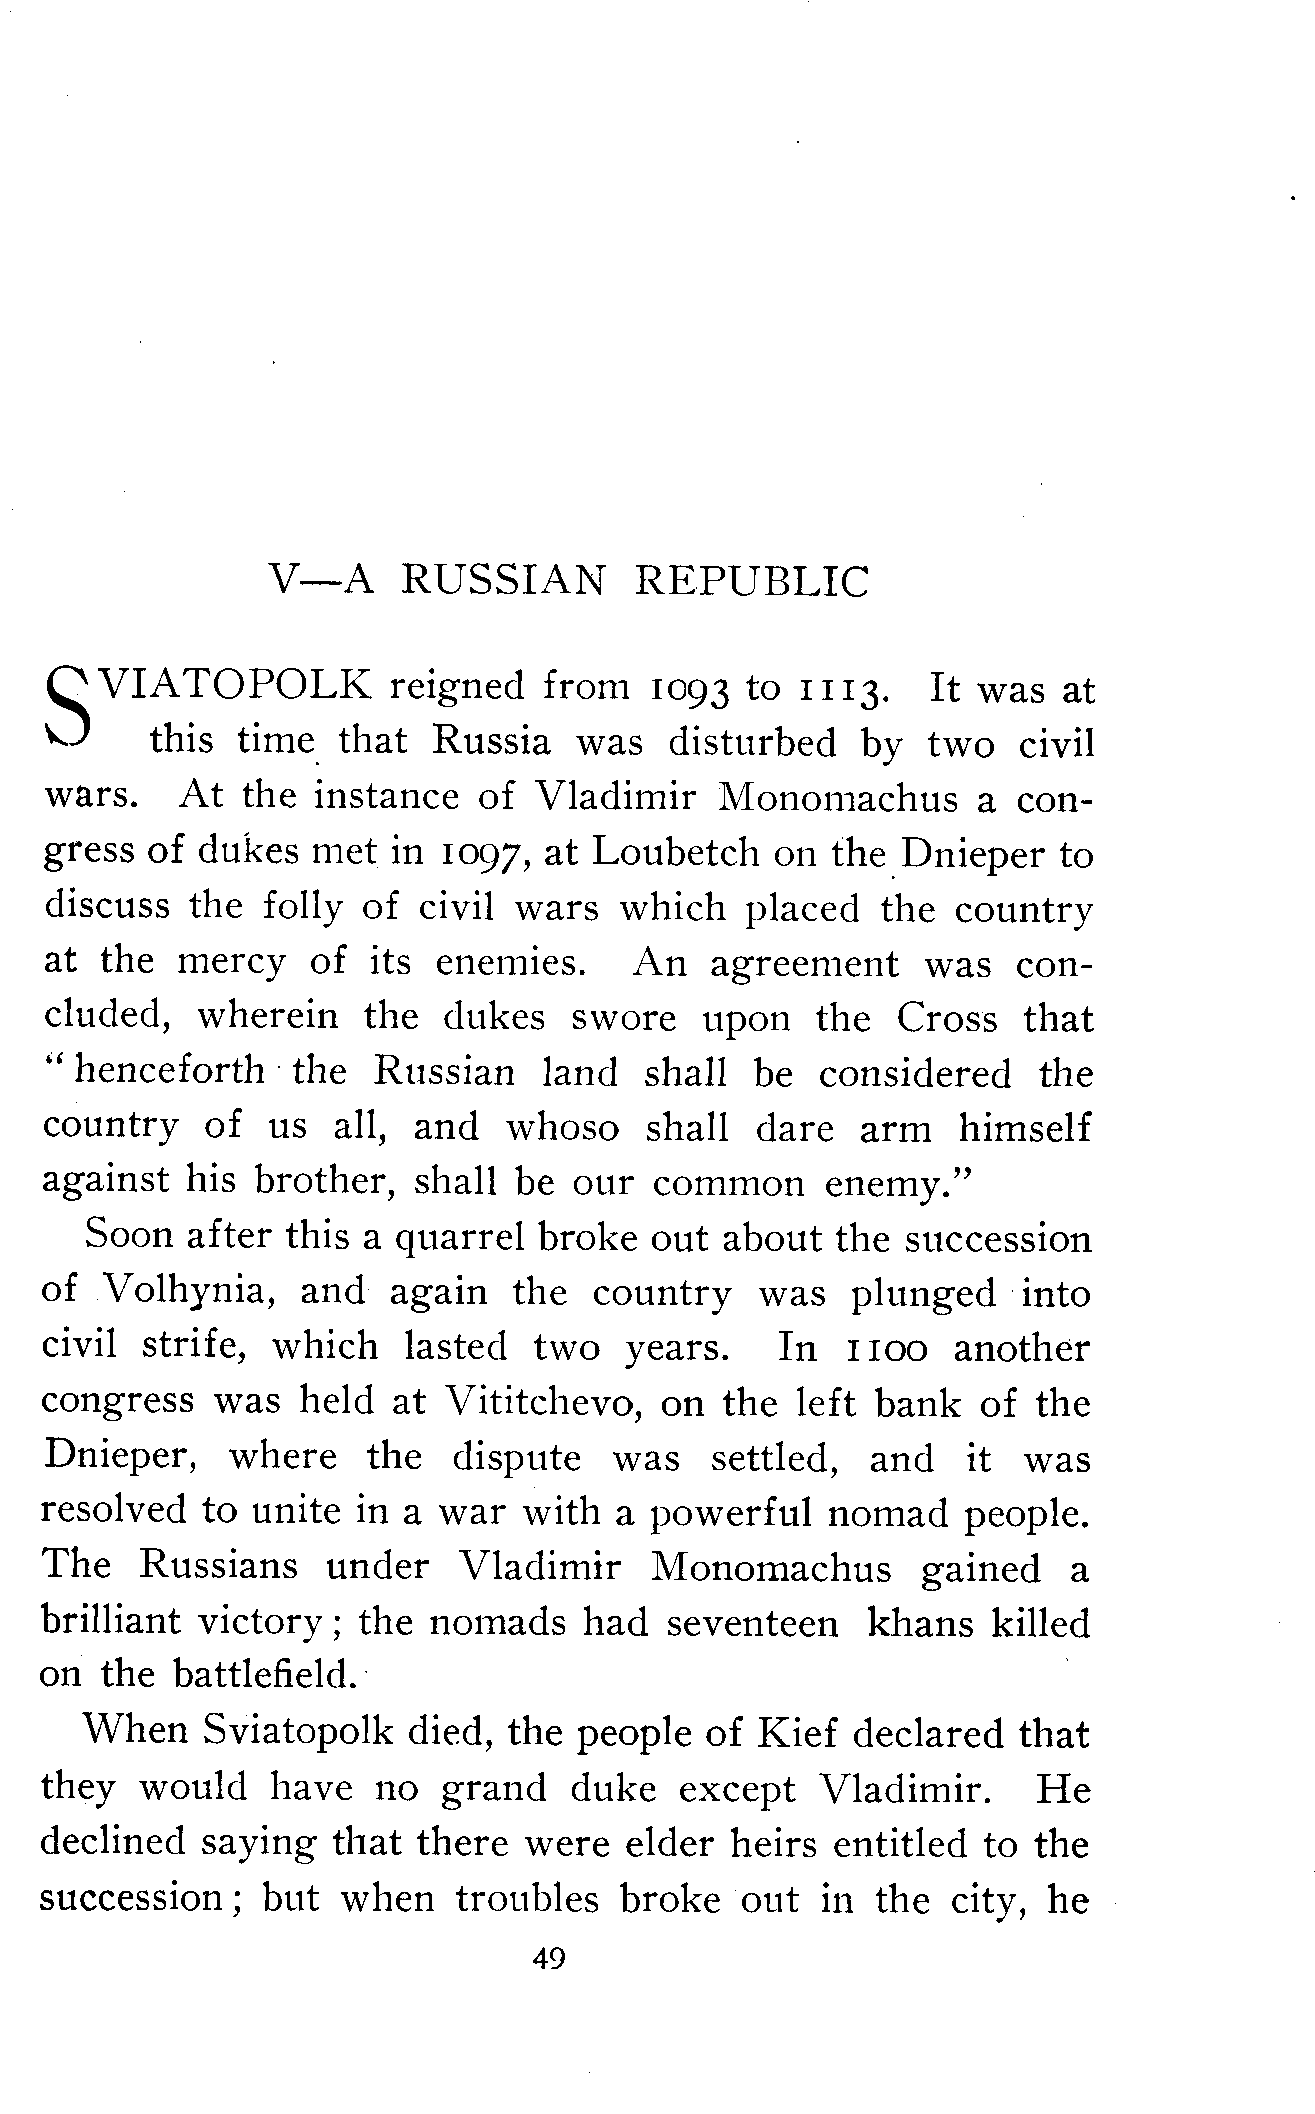 V—A RUSSIAN REPUBLIC
SVIATOPOLK reigned from 1093 to 1113. It was at
this time that Russia was disturbed by two civil
wars. At the instance of Vladimir Monomachus a con-
gress of dukes met in 1097, at Loubetch on the Dnieper to
discuss the folly of civil wars which placed the country
at the mercy of its enemies. An agreement was con-
cluded, wherein the dukes swore upon the Cross that
“henceforth the Russian land shall be considered the
country of us all, and whoso shall dare arm himself
against his brother, shall be our common enemy.”
Soon after this a quarrel broke out about the succession
of Volhynia, and again the country was plunged into
civil strife, which lasted two years. In 1100 another
congress was held at Vititchevo, on the left bank of the
Dnieper, where the dispute was settled, and it was
resolved to unite in a war with a powerful nomad people.
The Russians under Vladimir Monomachus gained a
brilliant victory; the nomads had seventeen khans killed
on the battlefield.
When Sviatopolk died, the people of Kief declared that
they would have no grand duke except Vladimir. He
declined saying that there were elder heirs entitled to the
succession; but when troubles broke out in the city, he
49